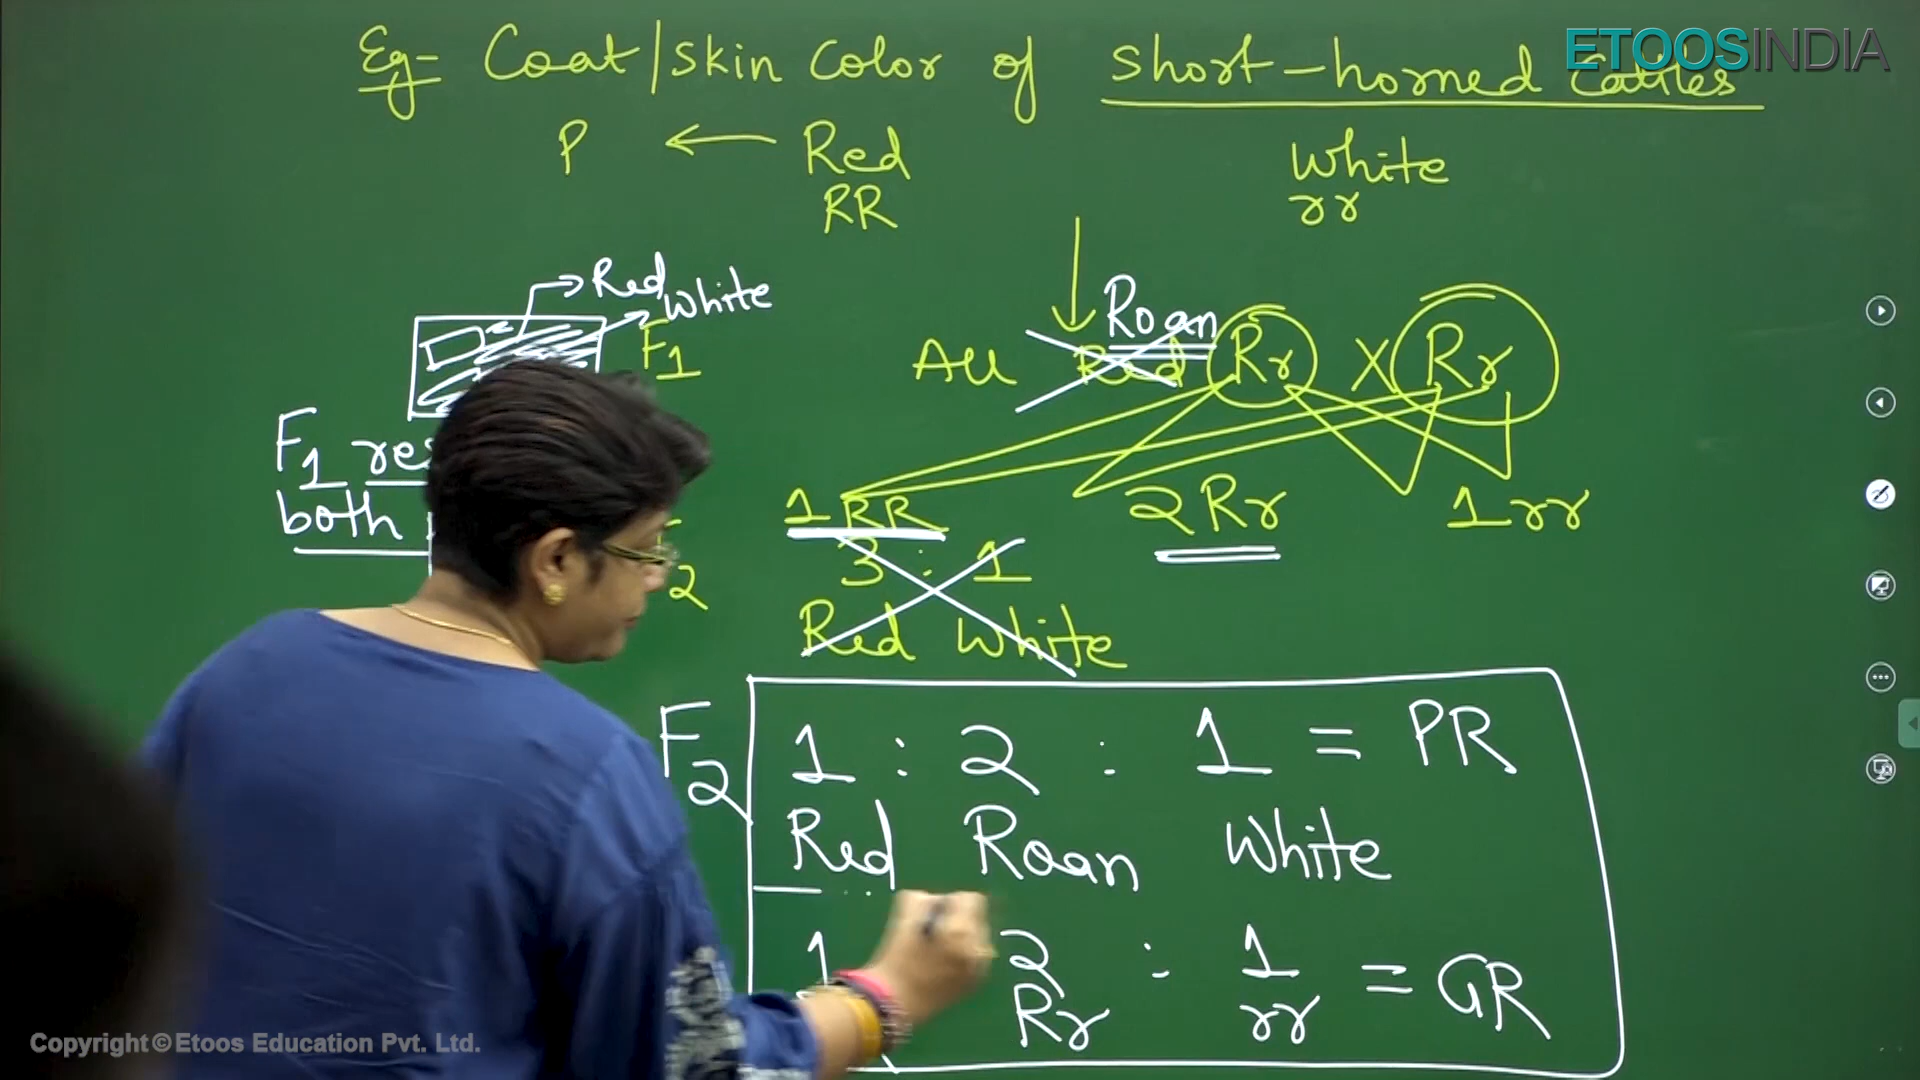 Eg- Coat/skin color of short-horned Cattles
ETOOSINDIA
P ← Red White
RR rr
→ Red
White
Roan
F1
All Red Rr X Rr
F1
both
1 RR 2 Rr 1 rr
3 : 1
2
Red White
F2
1 : 2 : 1 = PR
Red Roan White
1 2 : 1 = GR
Rr rr
Copyright © Etoos Education Pvt. Ltd.